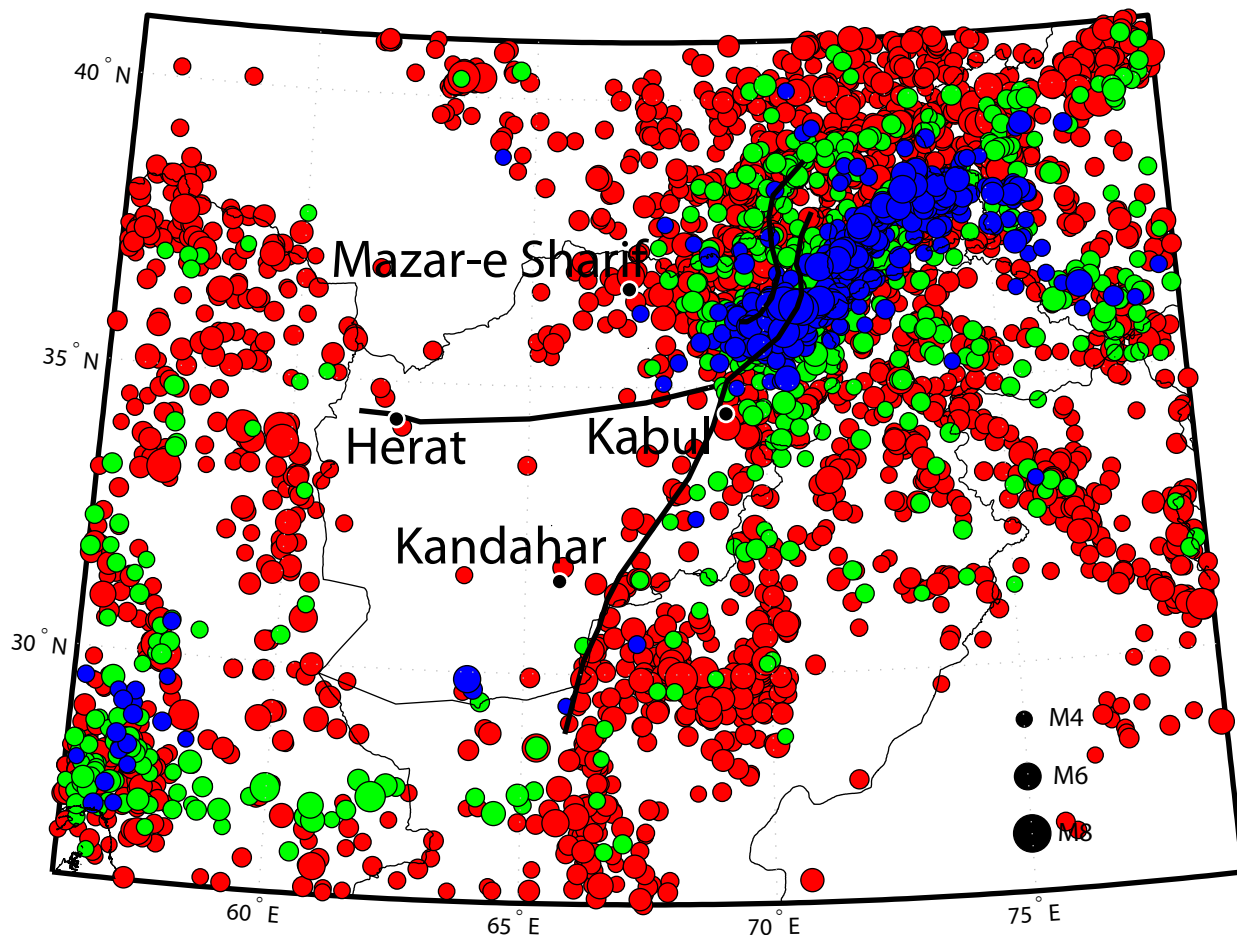 40° N
Mazar-e Sharif
35° N
Kabul
Herat
Kandahar
30° N
M4
M6
M8
60° E
65° E
70° E
75° E